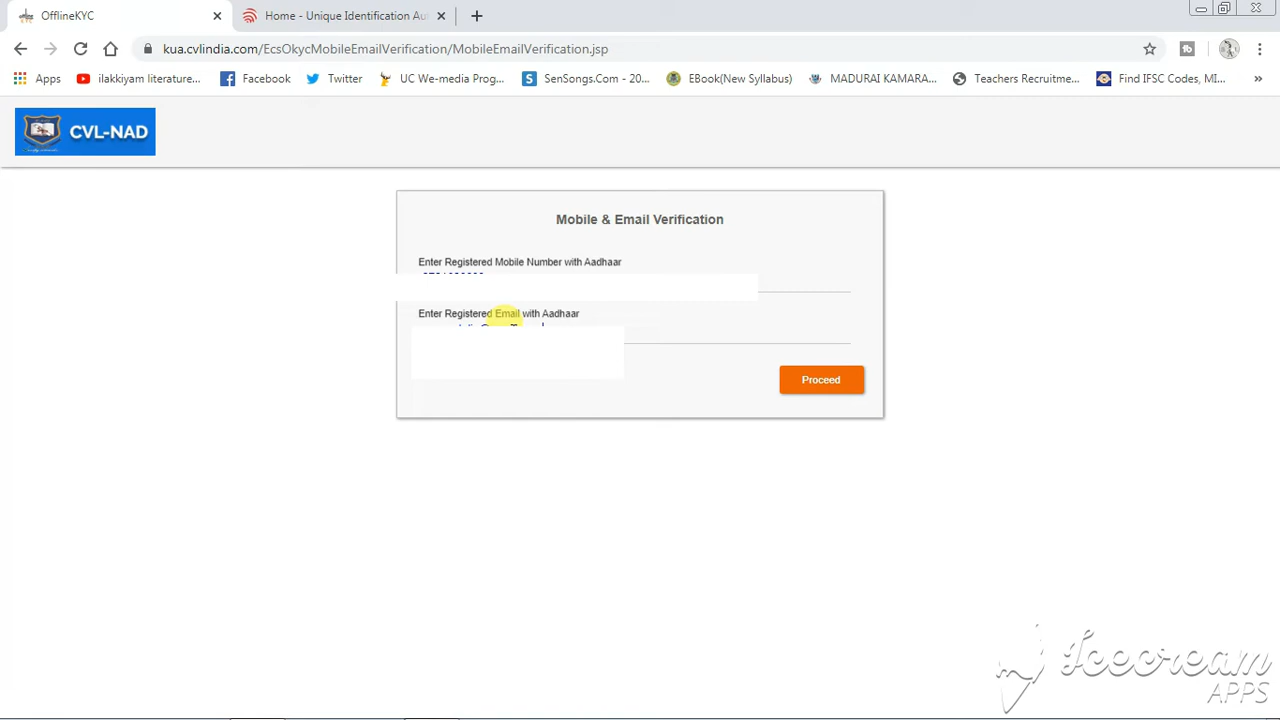 OfflineKYC
Home - Unique Identification Aut
kua.cvlindia.com/EcsOkycMobileEmailVerification/MobileEmailVerification.jsp
Apps
ilakkiyam literature...
Facebook
Twitter
UC We-media Prog...
SenSongs.Com - 20...
EBook(New Syllabus)
MADURAI KAMARA...
Teachers Recruitme...
Find IFSC Codes, MI...
»
CVL-NAD
Mobile & Email Verification
Enter Registered Mobile Number with Aadhaar
Enter Registered Email with Aadhaar
Proceed
Icecream
APPS